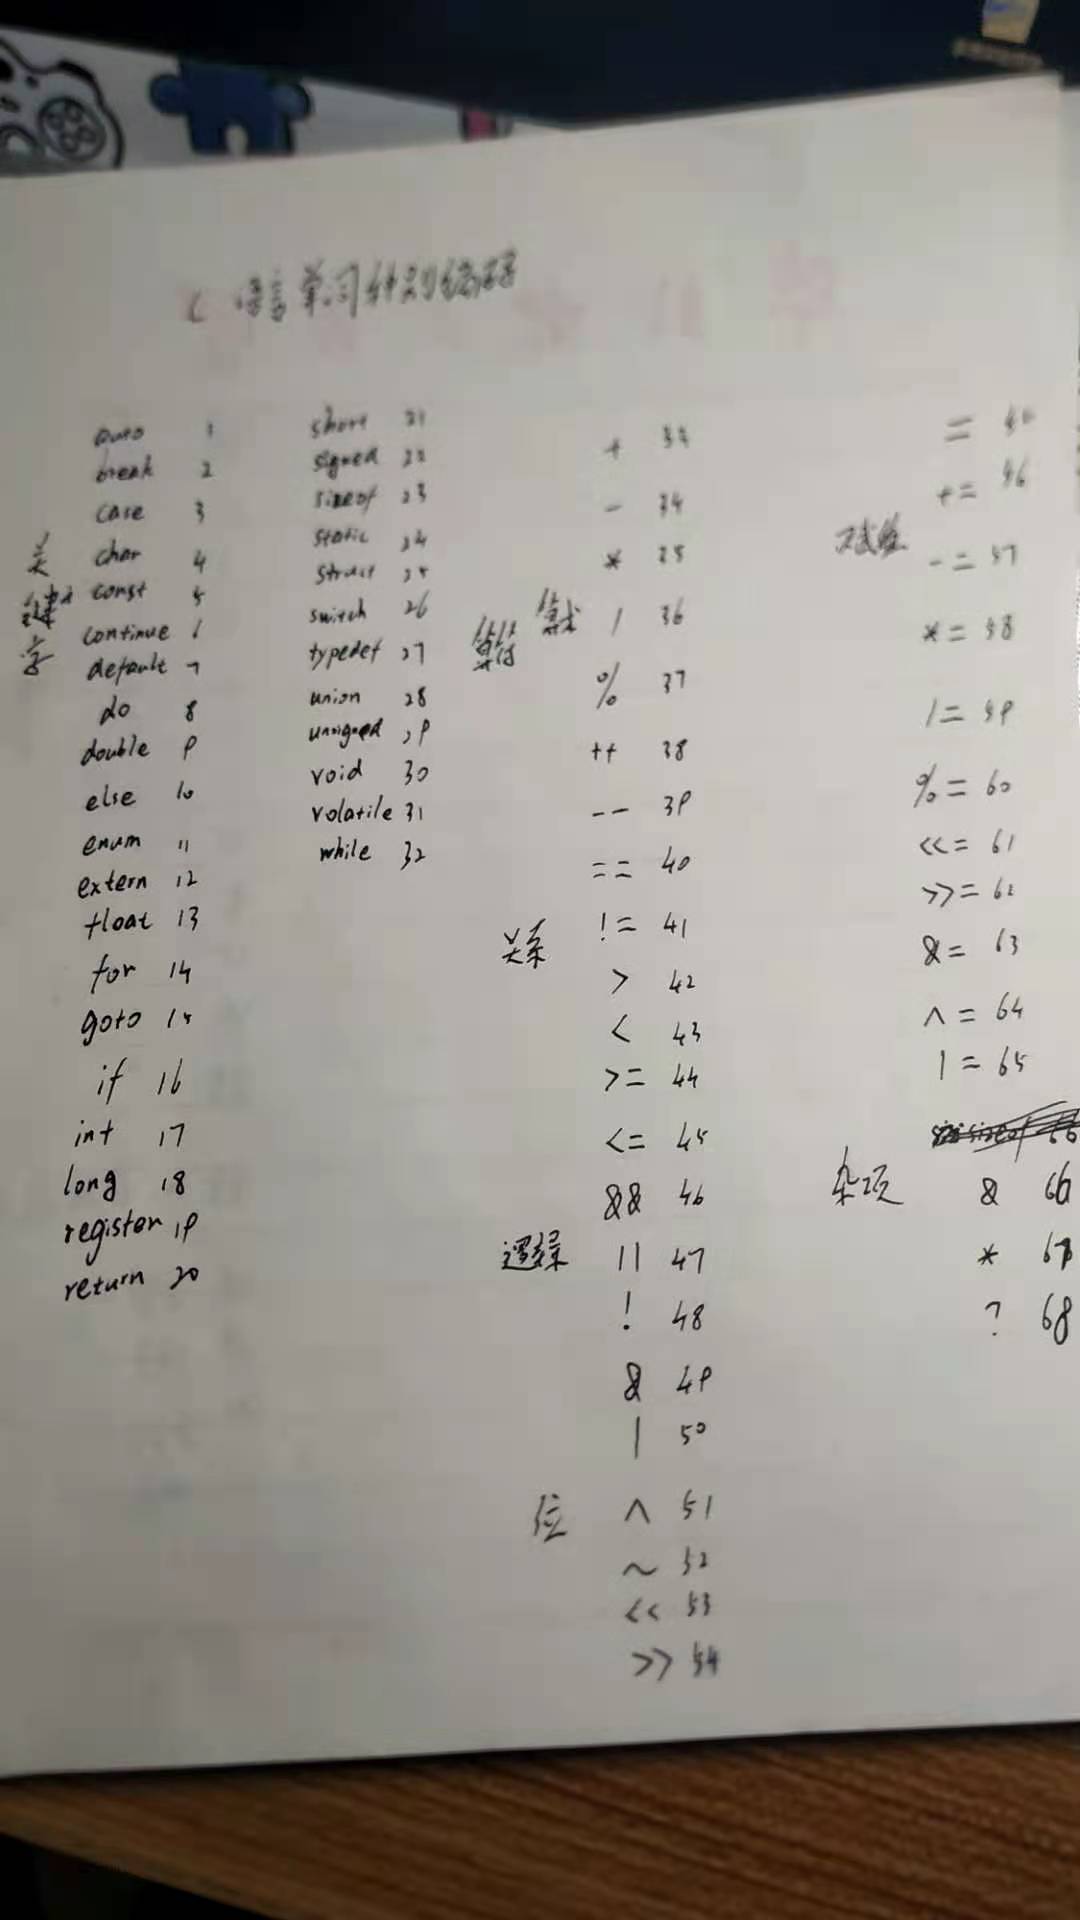 C 语言单词种别编码
关键字
auto 1
break 2
case 3
char 4
const 5
continue 6
default 7
do 8
double 9
else 10
enum 11
extern 12
float 13
for 14
goto 15
if 16
int 17
long 18
register 19
return 20
short 21
signed 22
sizeof 23
static 24
struct 25
switch 26
typedef 27
union 28
unsigned 29
void 30
volatile 31
while 32
算术
+ 33
- 34
* 35
/ 36
% 37
++ 38
-- 39
关系
== 40
!= 41
> 42
< 43
>= 44
<= 45
逻辑
&& 46
|| 47
! 48
位
& 49
| 50
^ 51
~ 52
<< 53
>> 54
赋值
= 55
+= 56
-= 57
*= 58
/= 59
%= 60
<<= 61
>>= 62
&= 63
^= 64
|= 65
杂项
& 66
* 67
? 68